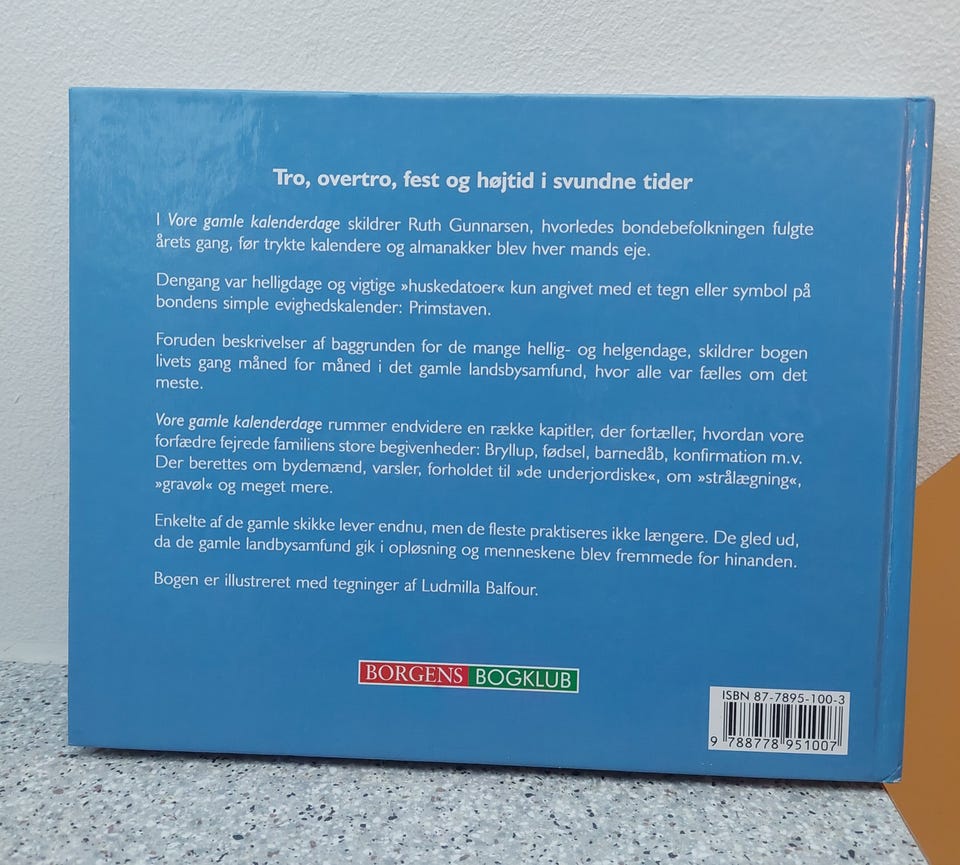 Tro, overtro, fest og højtid i svundne tider
I Vore gamle kalenderdage skildrer Ruth Gunnarsen, hvorledes bondebefolkningen fulgte
årets gang, før trykte kalendere og almanakker blev hver mands eje.
Dengang var helligdage og vigtige »huskedatoer« kun angivet med et tegn eller symbol på
bondens simple evighedskalender: Primstaven.
Foruden beskrivelser af baggrunden for de mange hellig- og helgendage, skildrer bogen
livets gang måned for måned i det gamle landsbysamfund, hvor alle var fælles om det
meste.
Vore gamle kalenderdage rummer endvidere en række kapitler, der fortæller, hvordan vore
forfædre fejrede familiens store begivenheder: Bryllup, fødsel, barnedåb, konfirmation m.v.
Der berettes om bydemænd, varsler, forholdet til »de underjordiske«, om »strålægning«,
»gravøl« og meget mere.
Enkelte af de gamle skikke lever endnu, men de fleste praktiseres ikke længere. De gled ud,
da de gamle landbysamfund gik i opløsning og menneskene blev fremmede for hinanden.
Bogen er illustreret med tegninger af Ludmilla Balfour.
BORGENS BOGKLUB
ISBN 87-7895-100-3
9 788778 951007